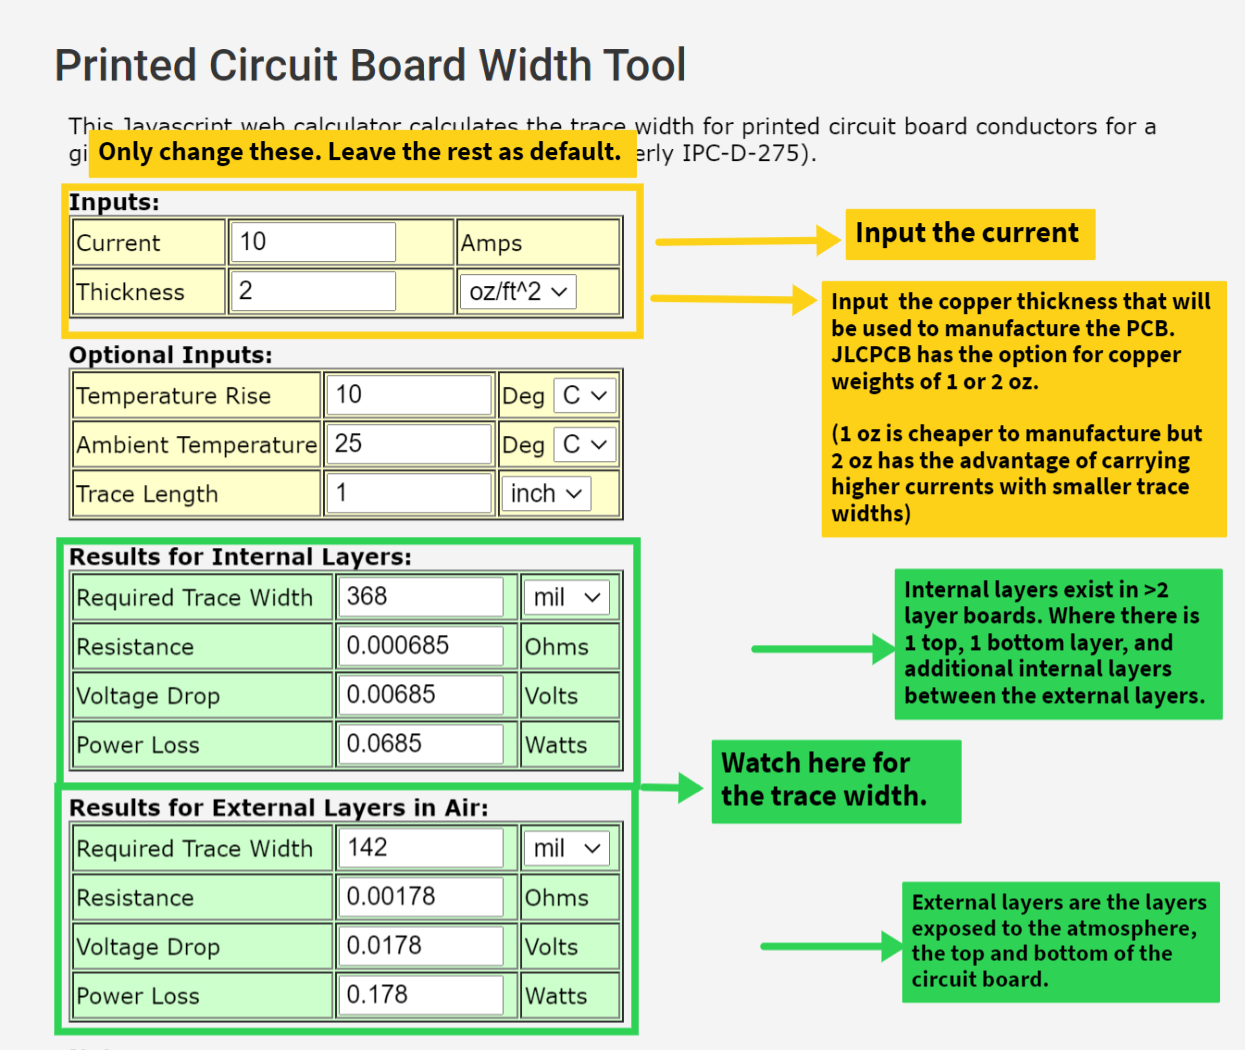 Printed Circuit Board Width Tool
This Javascript web calculator calculates the trace width for printed circuit board conductors for a
gi
Only change these. Leave the rest as default.
erly IPC-D-275).
Inputs:
Current 10 Amps
Thickness 2 oz/ft^2
Input the current
Input the copper thickness that will
be used to manufacture the PCB.
JLCPCB has the option for copper
weights of 1 or 2 oz.
(1 oz is cheaper to manufacture but
2 oz has the advantage of carrying
higher currents with smaller trace
widths)
Optional Inputs:
Temperature Rise 10 Deg C
Ambient Temperature 25 Deg C
Trace Length 1 inch
Results for Internal Layers:
Required Trace Width 368 mil
Resistance 0.000685 Ohms
Voltage Drop 0.00685 Volts
Power Loss 0.0685 Watts
Internal layers exist in >2
layer boards. Where there is
1 top, 1 bottom layer, and
additional internal layers
between the external layers.
Watch here for
the trace width.
Results for External Layers in Air:
Required Trace Width 142 mil
Resistance 0.00178 Ohms
Voltage Drop 0.0178 Volts
Power Loss 0.178 Watts
External layers are the layers
exposed to the atmosphere,
the top and bottom of the
circuit board.